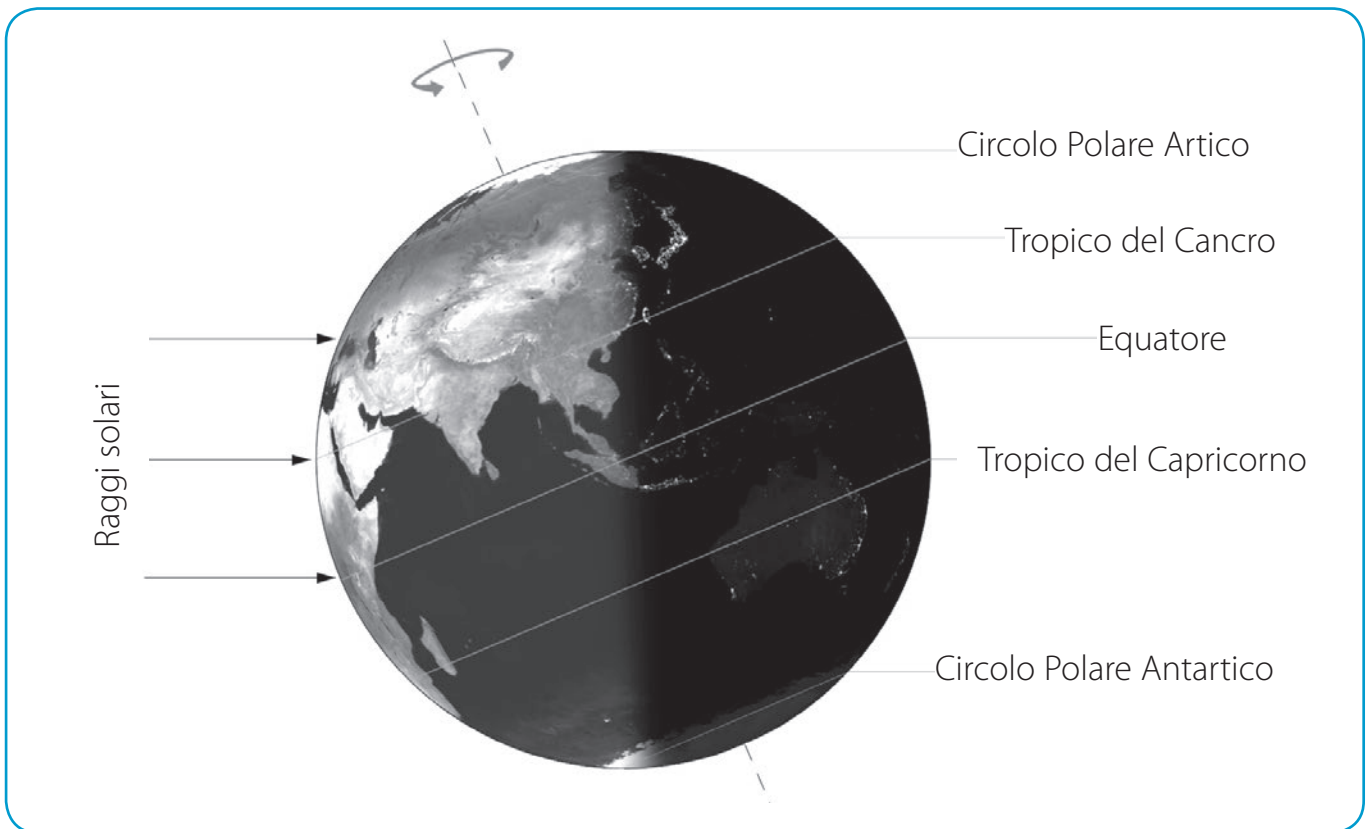 Circolo Polare Artico
Tropico del Cancro
Equatore
Raggi solari
Tropico del Capricorno
Circolo Polare Antartico